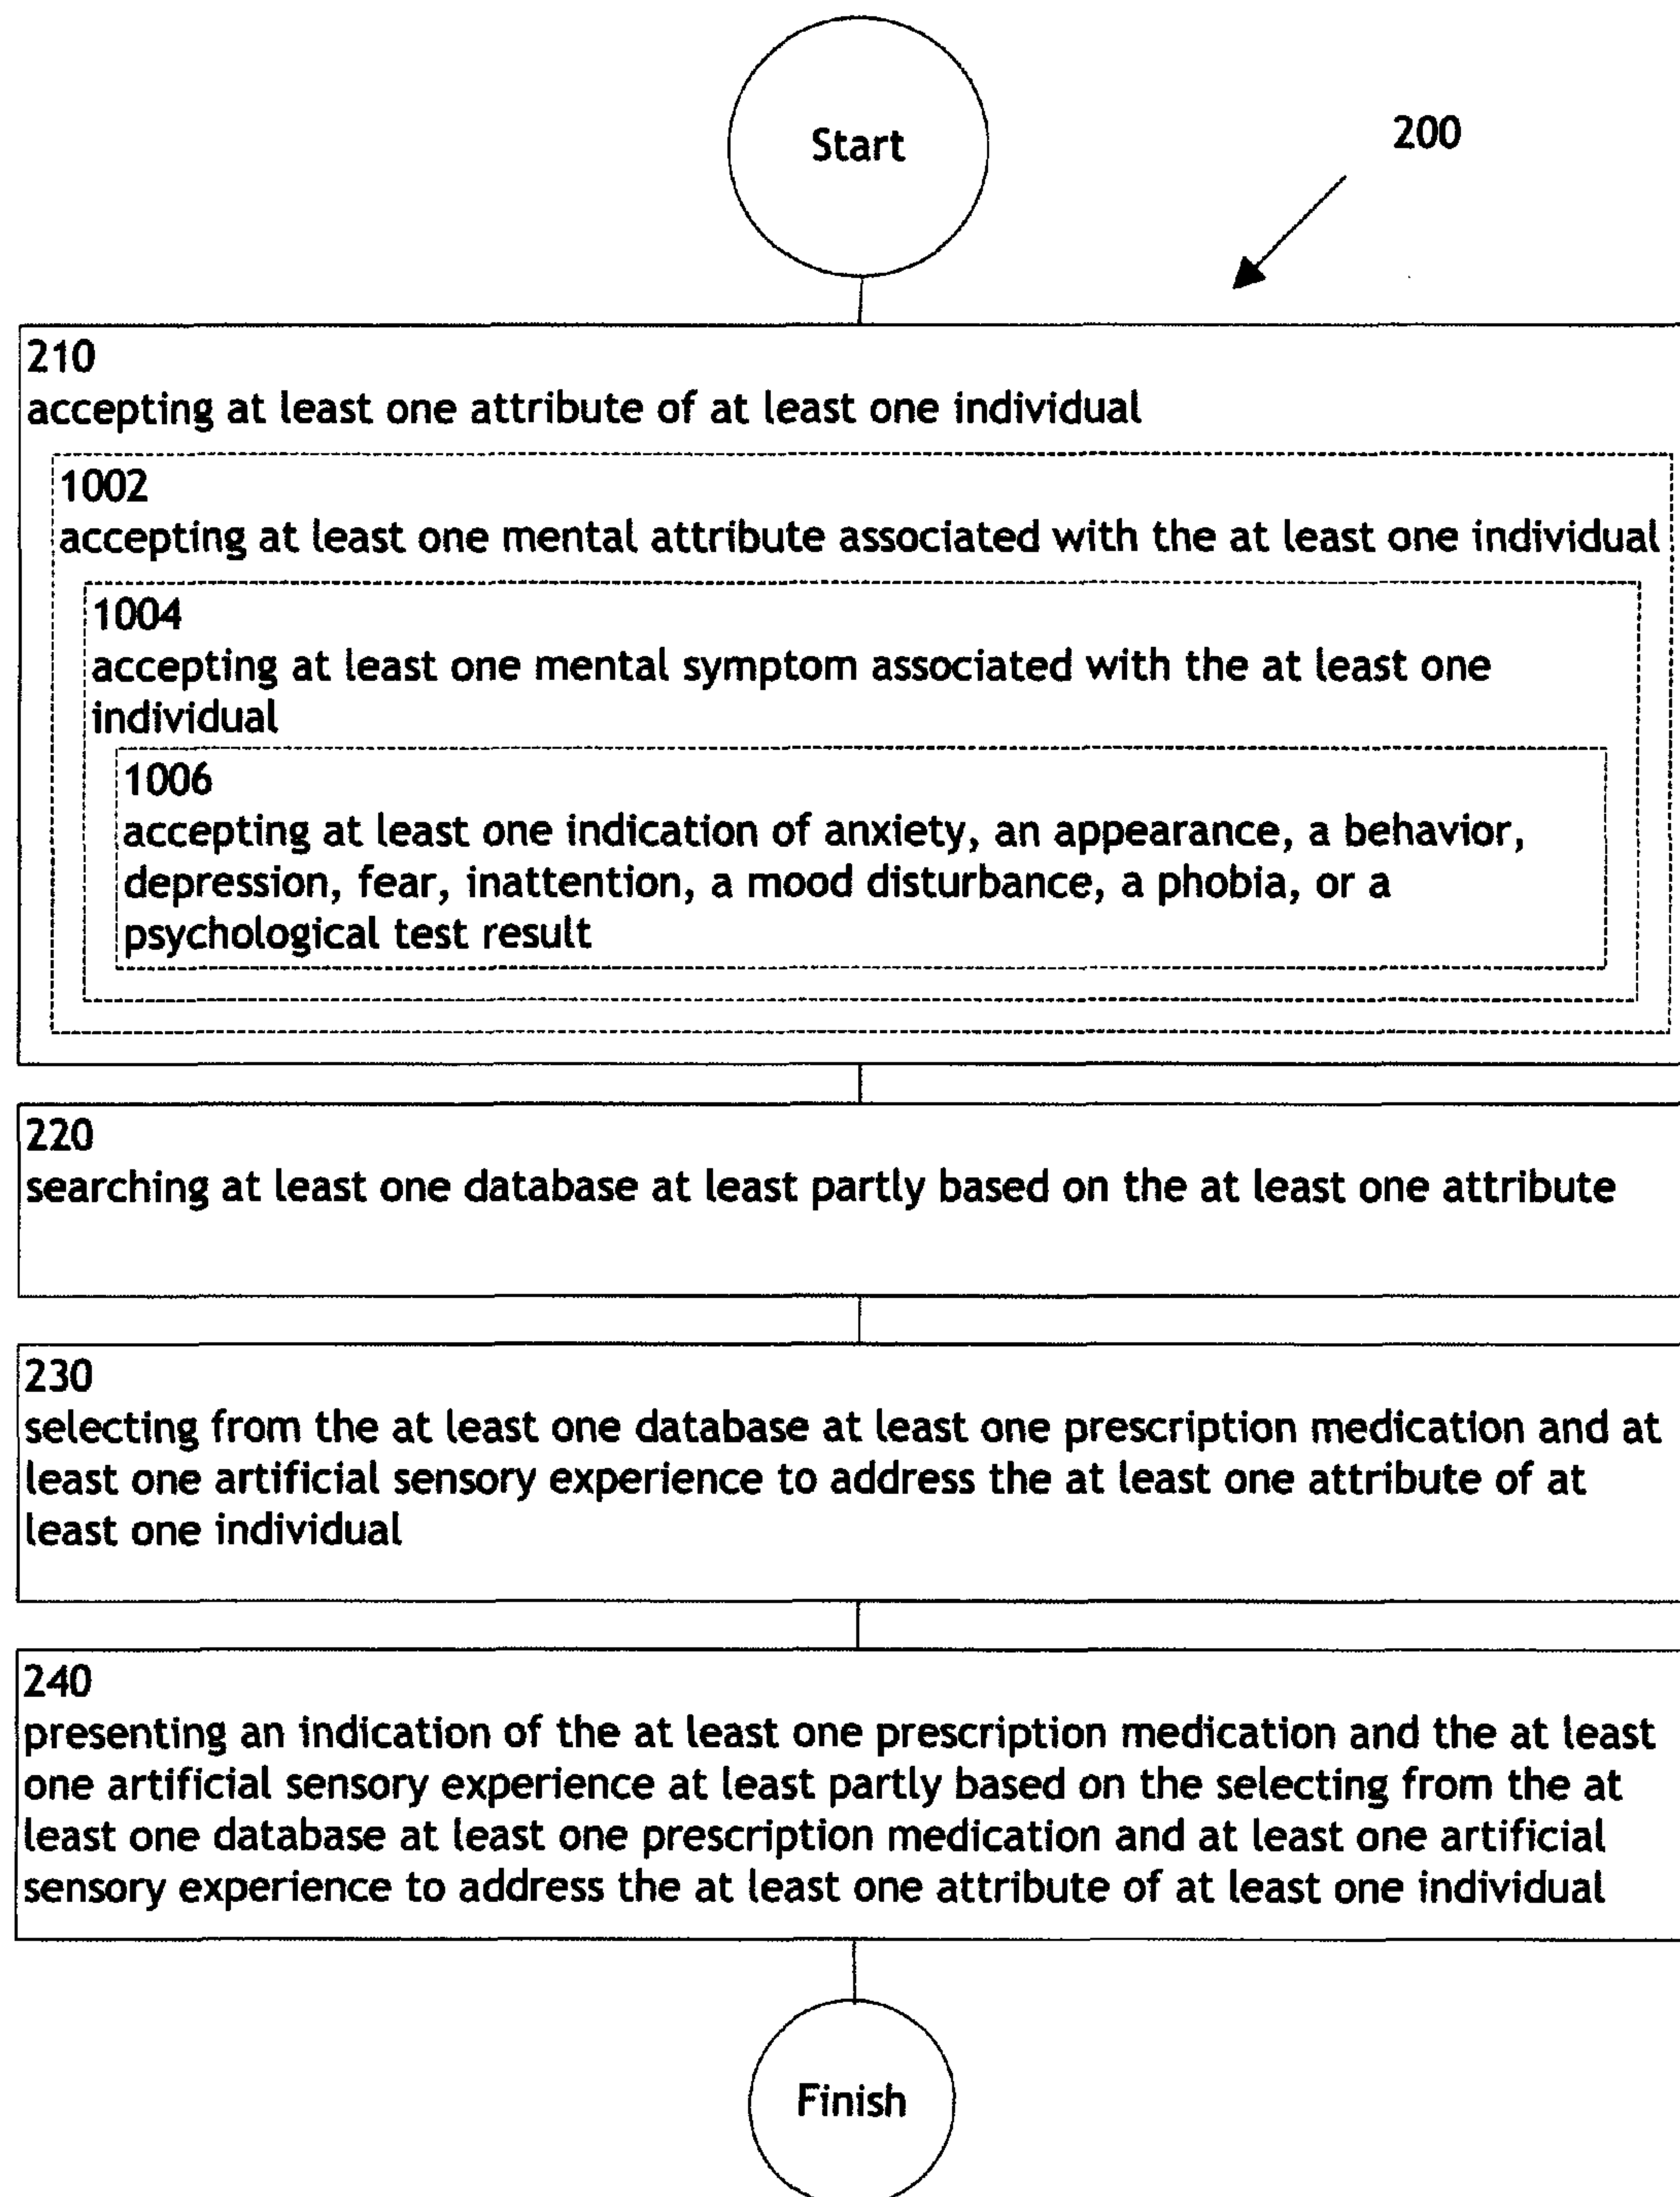 Start
200
210
accepting at least one attribute of at least one individual
1002
accepting at least one mental attribute associated with the at least one individual
1004
accepting at least one mental symptom associated with the at least one
individual
1006
accepting at least one indication of anxiety, an appearance, a behavior,
depression, fear, inattention, a mood disturbance, a phobia, or a
psychological test result
220
searching at least one database at least partly based on the at least one attribute
230
selecting from the at least one database at least one prescription medication and at
least one artificial sensory experience to address the at least one attribute of at
least one individual
240
presenting an indication of the at least one prescription medication and the at least
one artificial sensory experience at least partly based on the selecting from the at
least one database at least one prescription medication and at least one artificial
sensory experience to address the at least one attribute of at least one individual
Finish